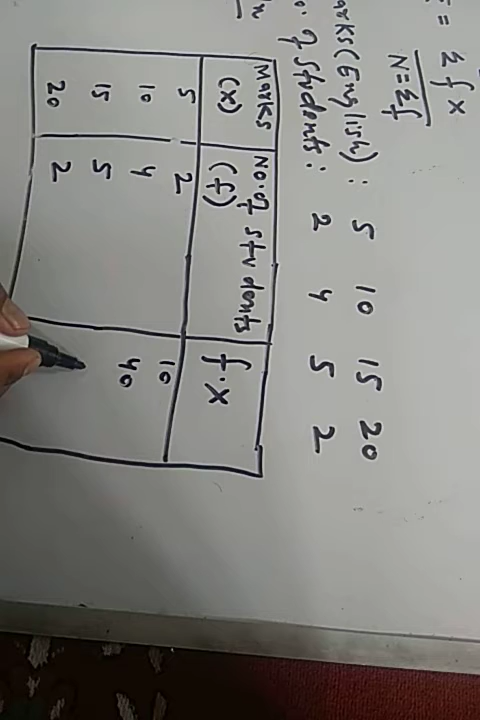 = Σ f x
N = Σf
arks (English) : 5 10 15 20
o. of students : 2 4 5 2
Marks (x) No. of students (f) f.x
5 2 10
10 4 40
15 5
20 2